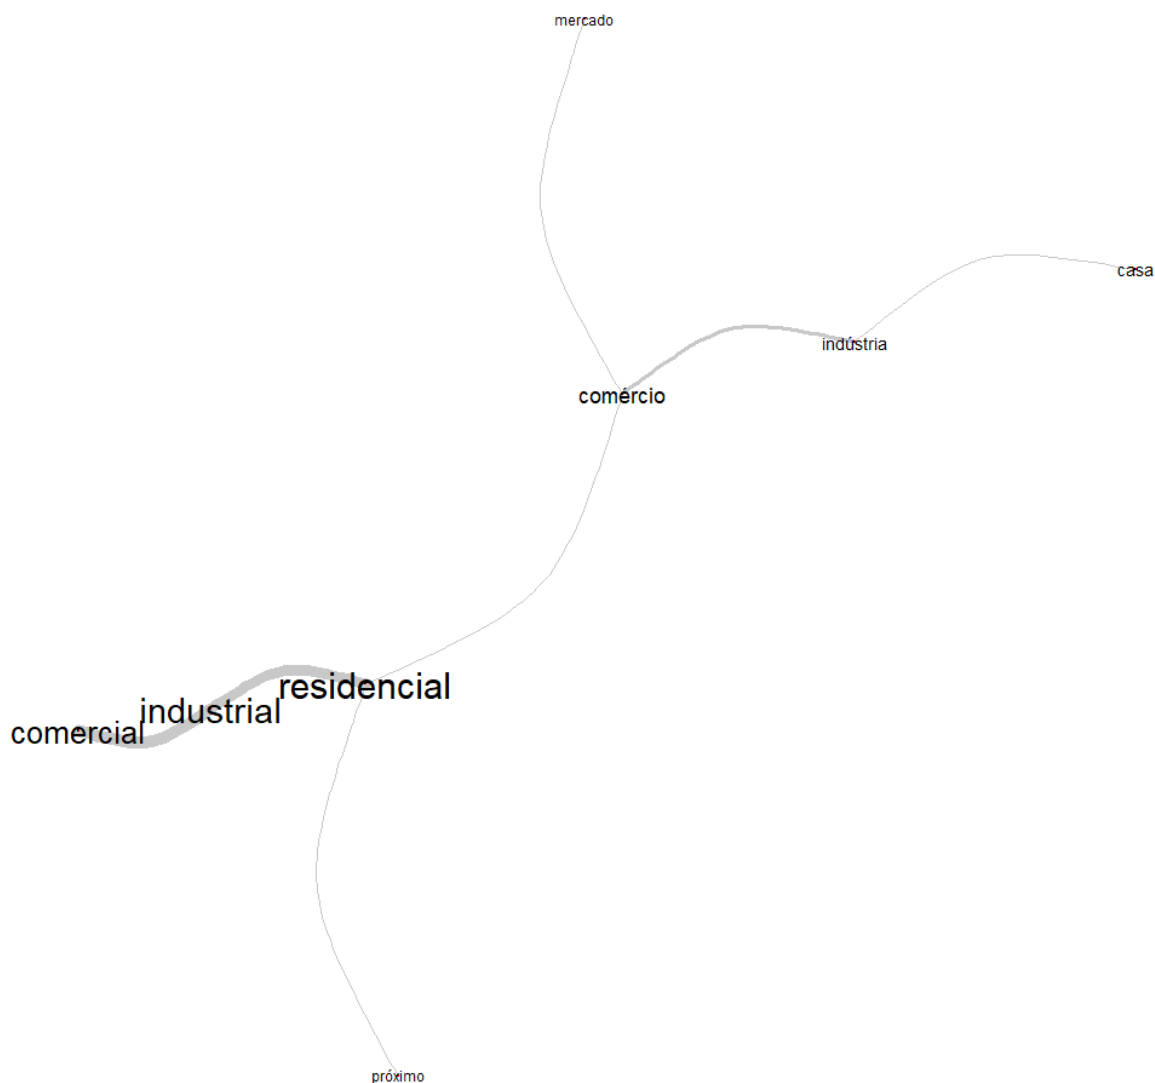 mercado
casa
indústria
comércio
residencial
industrial
comercial
próximo